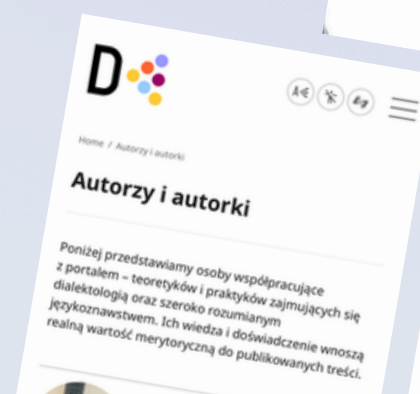 D
Home / Autorzy i autorki
Autorzy i autorki
Poniżej przedstawiamy osoby współpracujące
z portalem – teoretyków i praktyków zajmujących się
dialektologią oraz szeroko rozumianym
językoznawstwem. Ich wiedza i doświadczenie wnoszą
realną wartość merytoryczną do publikowanych treści.